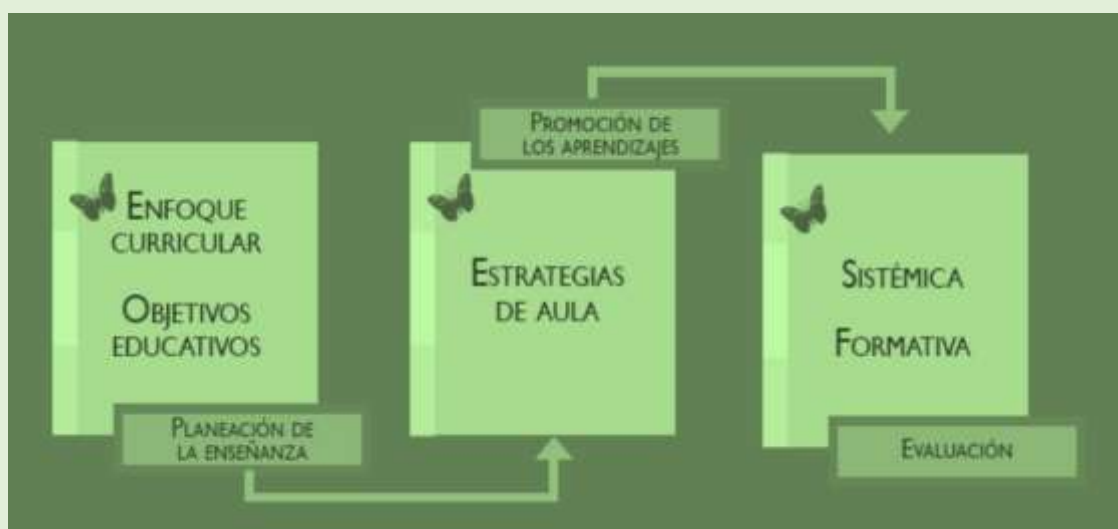 Enfoque
curricular
Objetivos
educativos
Planeación de
la enseñanza
Promoción de
los aprendizajes
Estrategias
de aula
Sistémica
Formativa
Evaluación